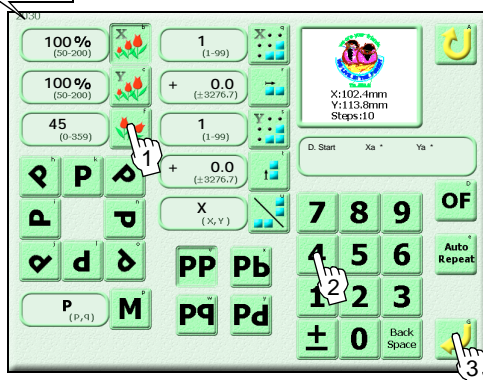 2030
100% (50-200) X b
100% (50-200) Y c
45 (0-359) f
1 (1-99) X q
+ 0.0 (±3276.7) r
1 (1-99) Y s
+ 0.0 (±3276.7) t
X (X,Y) u
X:102.4mm
Y:113.8mm
Steps:10
D. Start Xa * Ya *
A
P P P
P P
P d P
P (p,q) M
PP Pb
Pq Pd
7 8 9
4 5 6
1 2 3
± 0 Back Space
OF
Auto Repeat
1
2
3